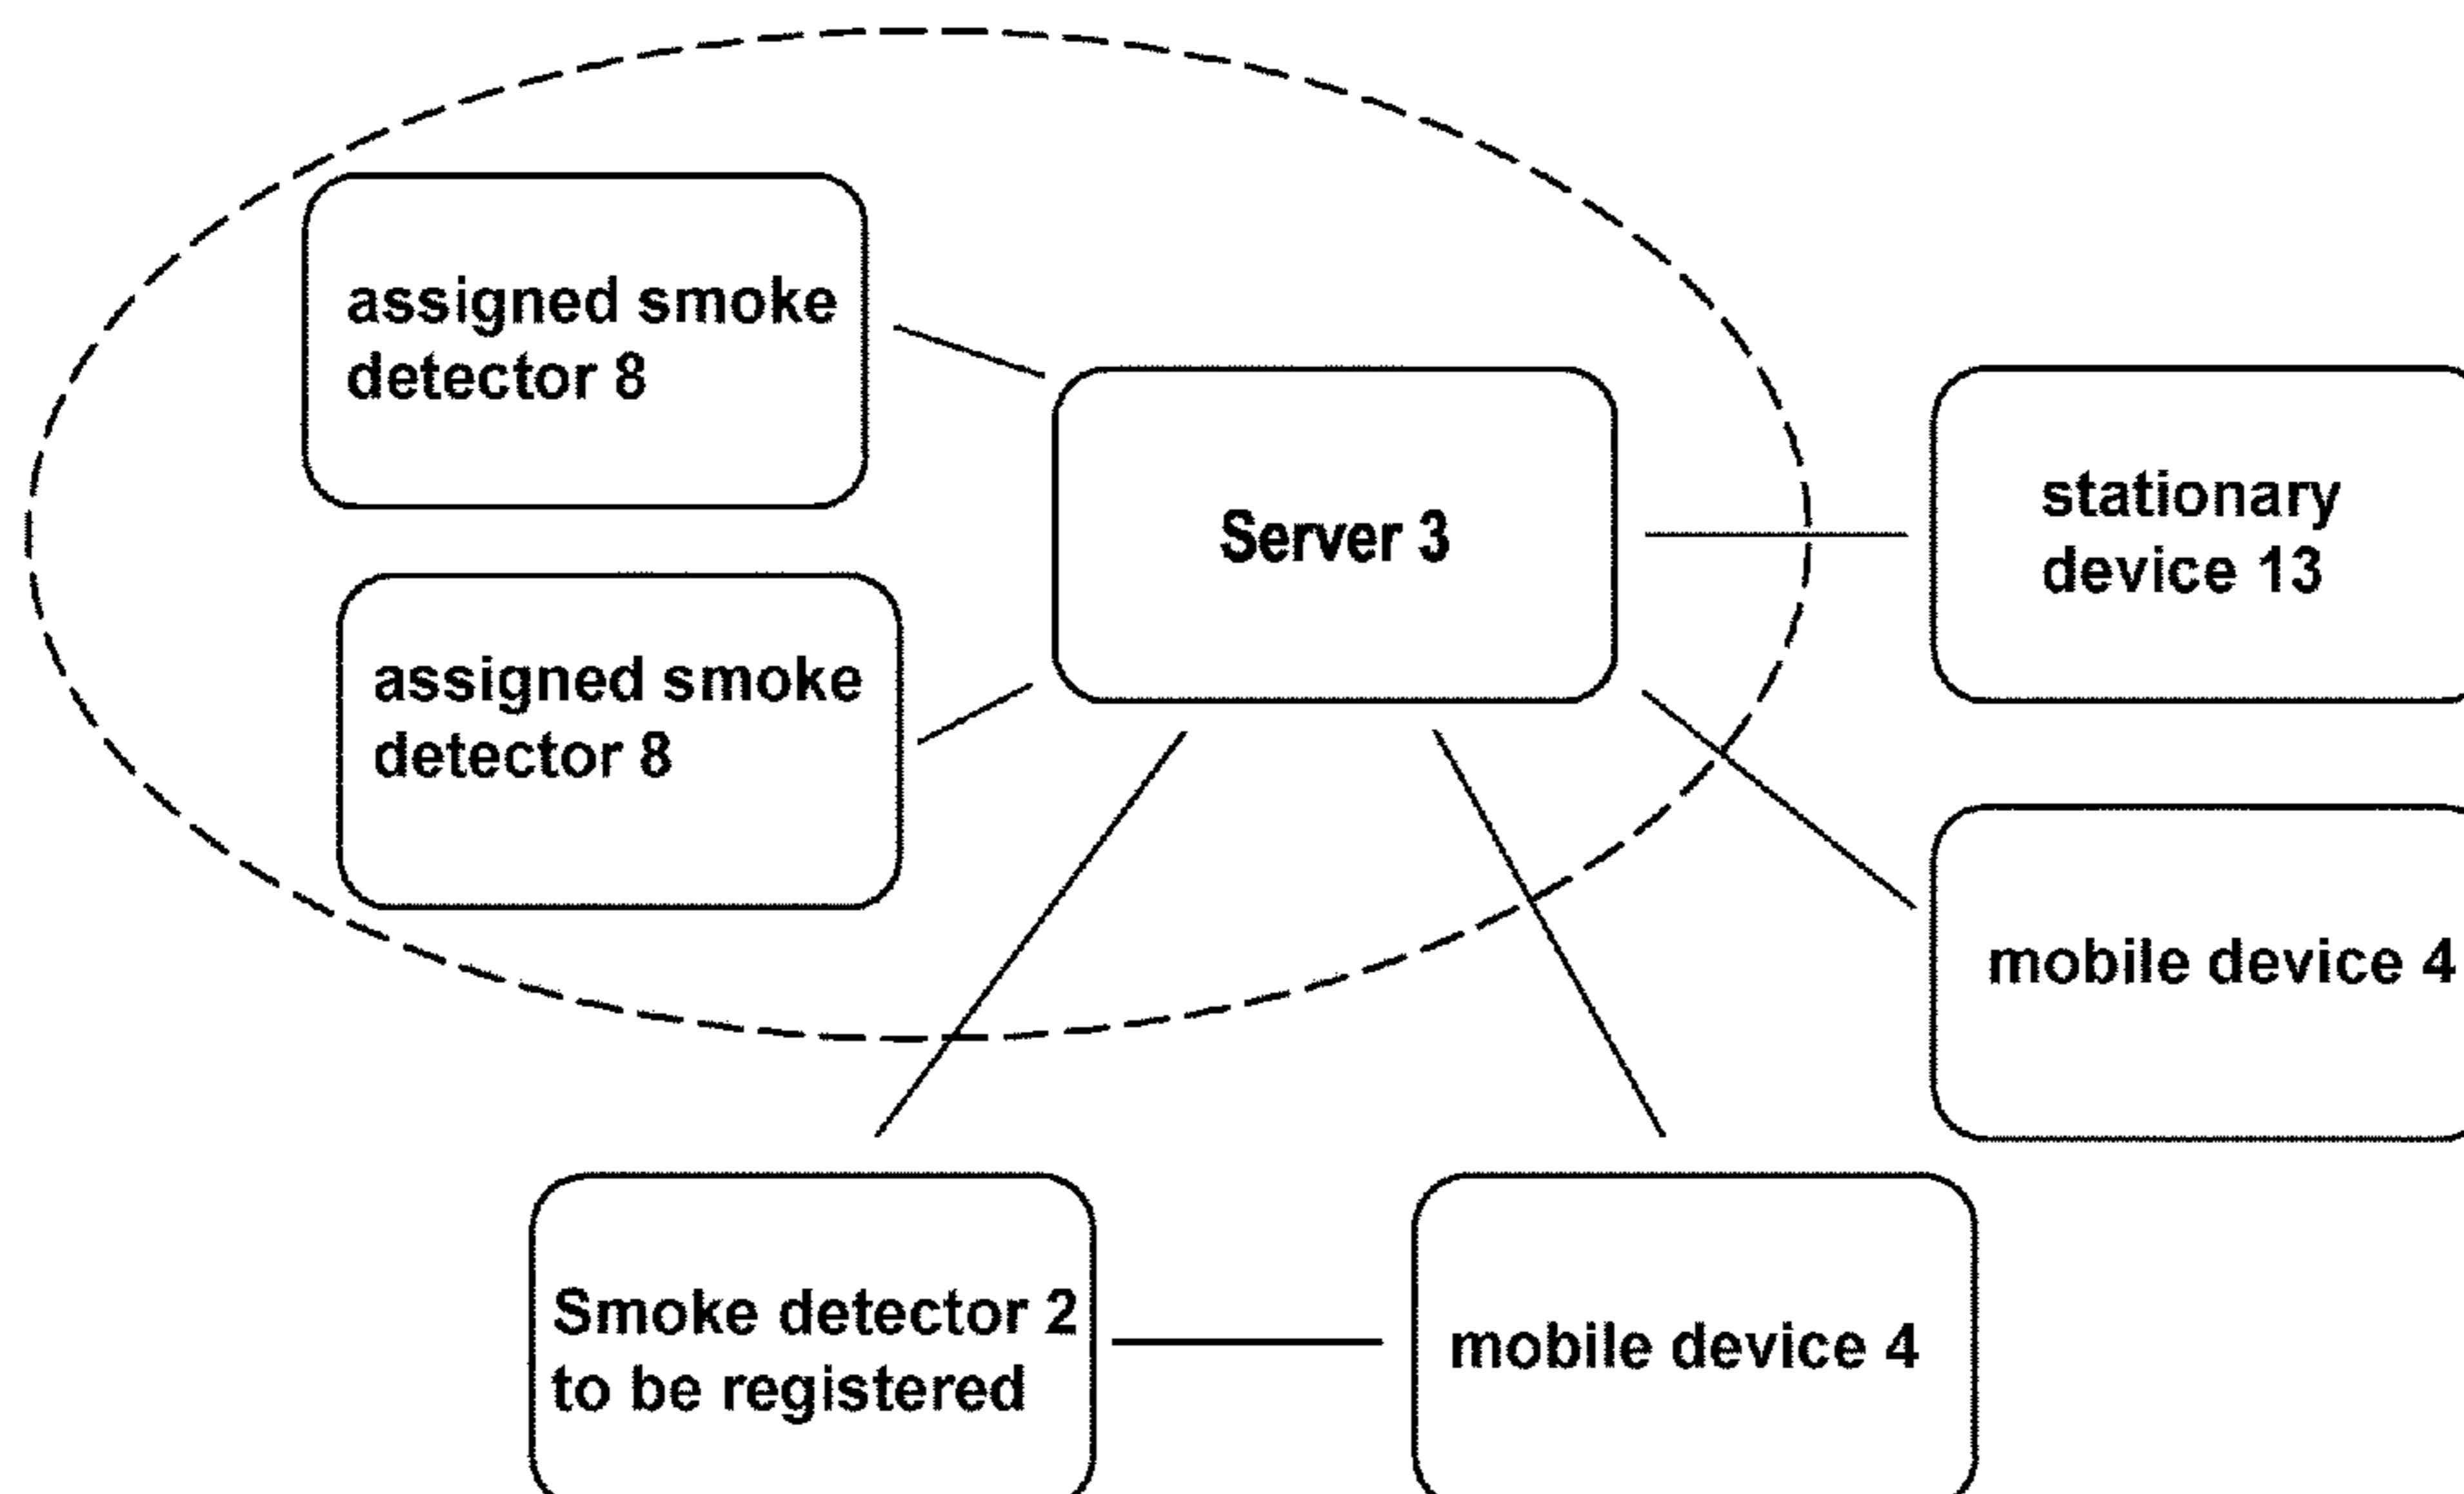 assigned smoke
detector 8
Server 3
stationary
device 13
assigned smoke
detector 8
mobile device 4
Smoke detector 2
to be registered
mobile device 4